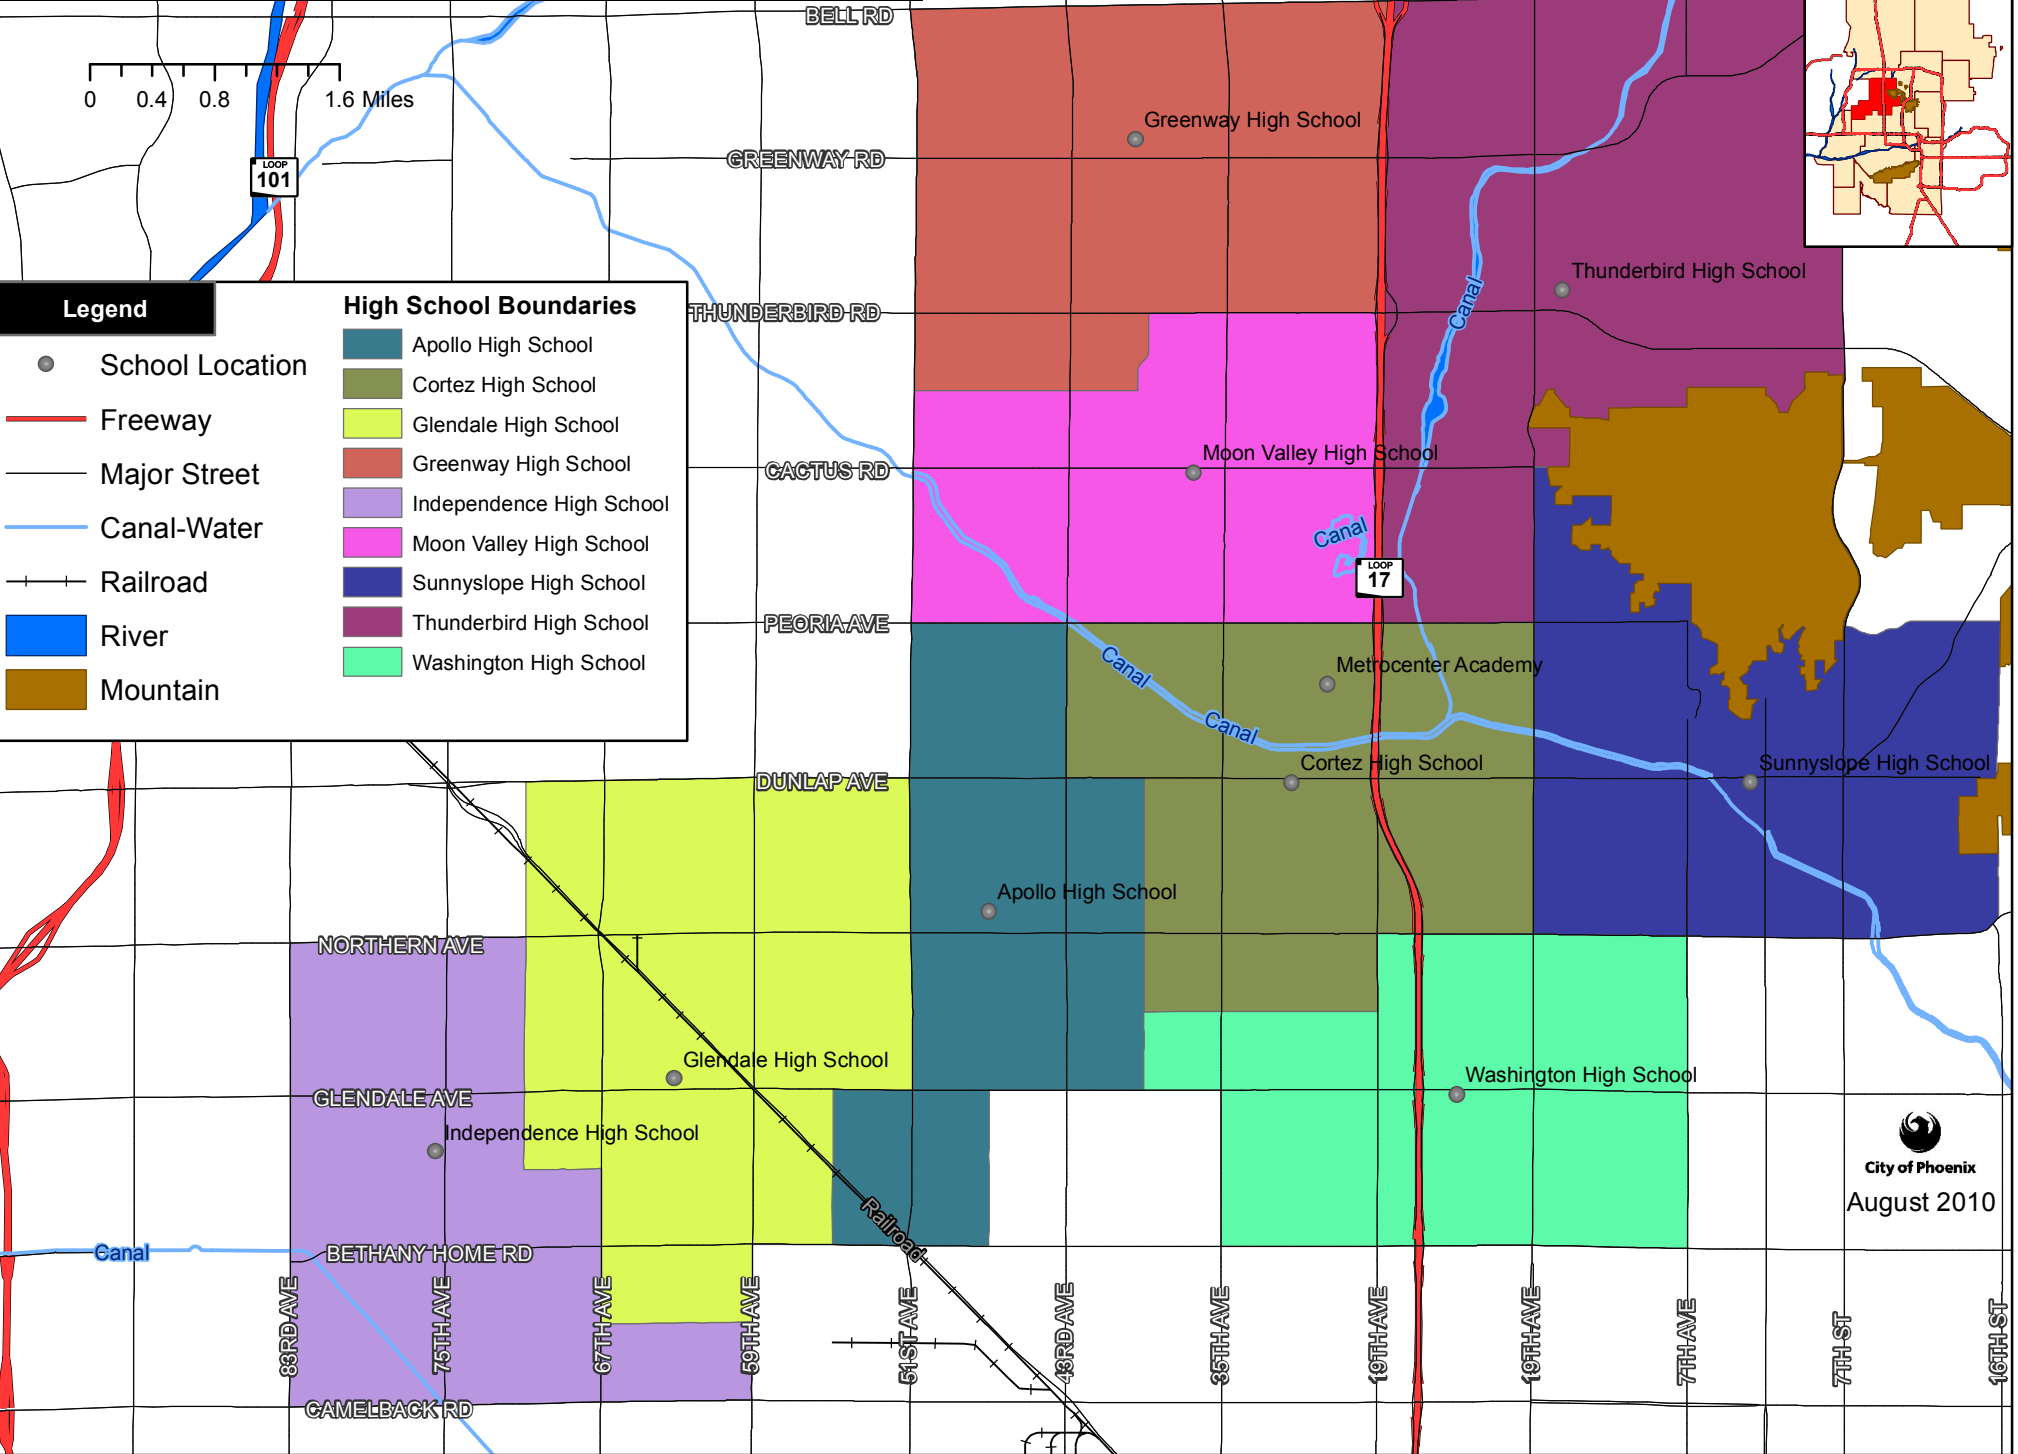 BELL RD
0 0.4 0.8 1.6 Miles
Greenway High School
GREENWAY RD
LOOP
101
Thunderbird High School
Canal
THUNDERBIRD RD
Legend
School Location
Freeway
Major Street
Canal-Water
Railroad
River
Mountain
High School Boundaries
Apollo High School
Cortez High School
Glendale High School
Greenway High School
Independence High School
Moon Valley High School
Sunnyslope High School
Thunderbird High School
Washington High School
Moon Valley High School
CACTUS RD
Canal
LOOP
17
PEORIA AVE
Canal
Metrocenter Academy
Canal
Cortez High School
Sunnyslope High School
DUNLAP AVE
Apollo High School
NORTHERN AVE
Glendale High School
Washington High School
GLENDALE AVE
Independence High School
City of Phoenix
August 2010
Railroad
Canal
BETHANY HOME RD
83RD AVE
75TH AVE
67TH AVE
59TH AVE
51ST AVE
43RD AVE
35TH AVE
19TH AVE
19TH AVE
7TH AVE
7TH ST
16TH ST
CAMELBACK RD